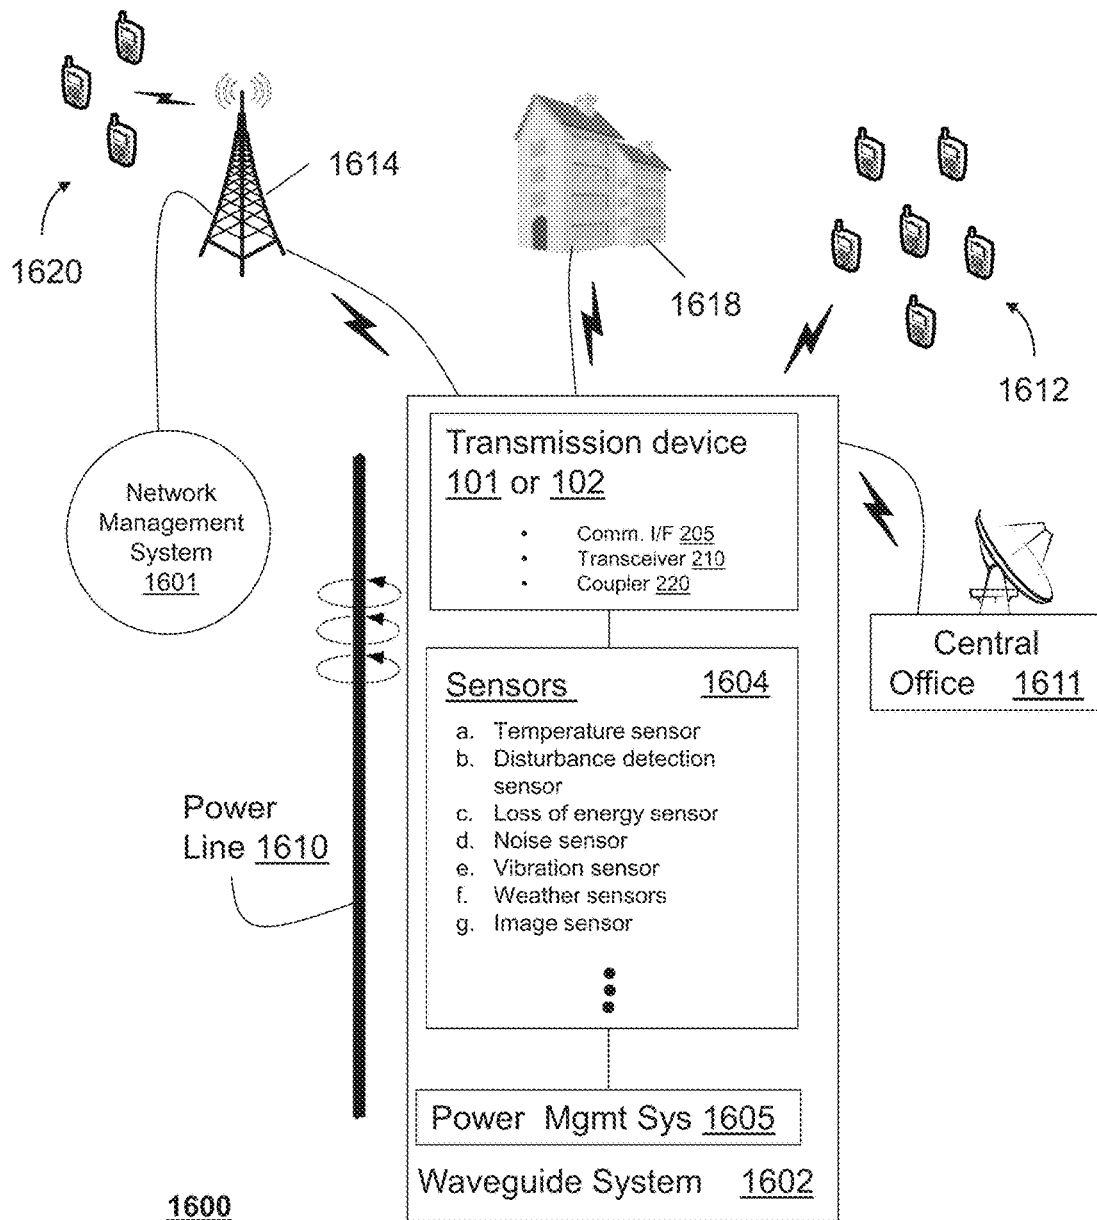 1614
1620
1618
1612
Transmission device
101 or 102
• Comm. I/F 205
• Transceiver 210
• Coupler 220
Network
Management
System
1601
Central
Office 1611
Sensors 1604
a. Temperature sensor
b. Disturbance detection
sensor
c. Loss of energy sensor
d. Noise sensor
e. Vibration sensor
f. Weather sensors
g. Image sensor
Power
Line 1610
Power Mgmt Sys 1605
Waveguide System 1602
1600